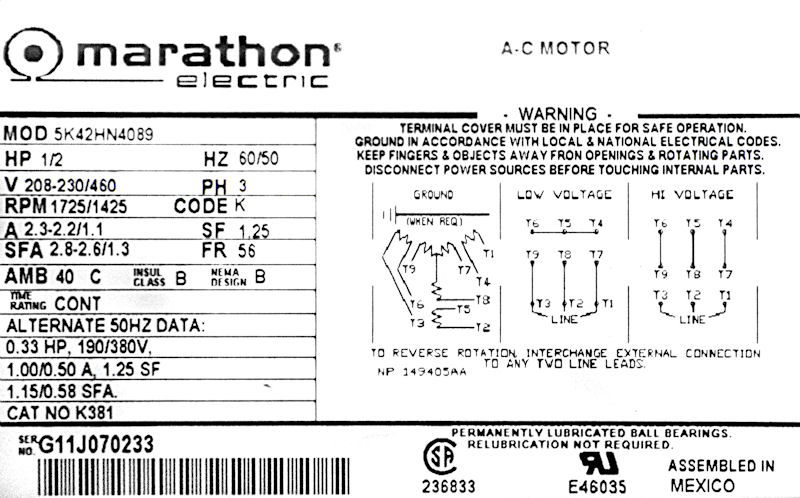 marathon®
electric
A-C MOTOR
MOD 5K42HN4089
HP 1/2 HZ 60/50
V 208-230/460 PH 3
RPM 1725/1425 CODE K
A 2.3-2.2/1.1 SF 1.25
SFA 2.8-2.6/1.3 FR 56
AMB 40 C INSUL CLASS B NEMA DESIGN B
TIME RATING CONT
ALTERNATE 50HZ DATA:
0.33 HP, 190/380V,
1.00/0.50 A, 1.25 SF
1.15/0.58 SFA.
CAT NO K381
- WARNING -
TERMINAL COVER MUST BE IN PLACE FOR SAFE OPERATION.
GROUND IN ACCORDANCE WITH LOCAL & NATIONAL ELECTRICAL CODES.
KEEP FINGERS & OBJECTS AWAY FRON OPENINGS & ROTATING PARTS.
DISCONNECT POWER SOURCES BEFORE TOUCHING INTERNAL PARTS.
GROUND
(WHEN REQ)
T1
T9 T7
T4
T6 T8
T3 T5
T2
LOW VOLTAGE
T6 T5 T4
T9 T8 T7
T3 T2 T1
LINE
HI VOLTAGE
T6 T5 T4
T9 T8 T7
T3 T2 T1
LINE
TO REVERSE ROTATION, INTERCHANGE EXTERNAL CONNECTION
TO ANY TWO LINE LEADS.
NP 149405AA
SER NO. G11J070233
PERMANENTLY LUBRICATED BALL BEARINGS.
RELUBRICATION NOT REQUIRED.
SA
236833
RU
E46035
ASSEMBLED IN
MEXICO